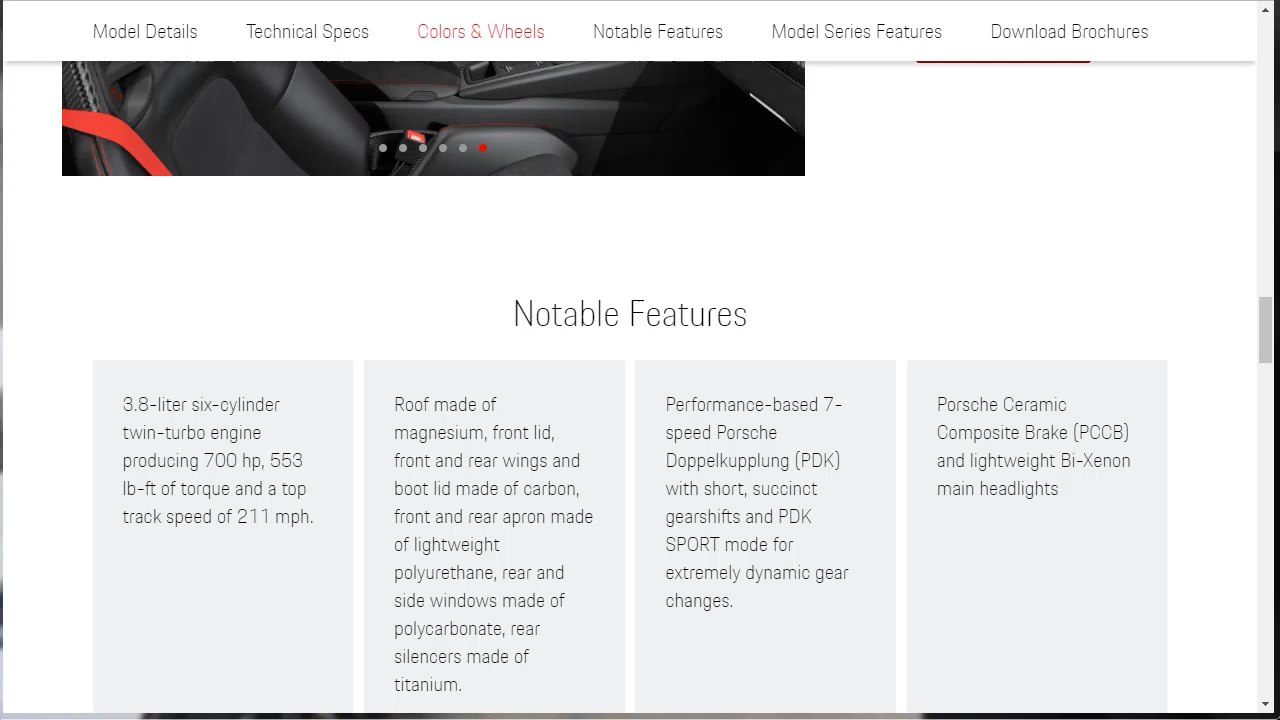 Model Details Technical Specs Colors & Wheels Notable Features Model Series Features Download Brochures
Notable Features
3.8-liter six-cylinder
twin-turbo engine
producing 700 hp, 553
lb-ft of torque and a top
track speed of 211 mph.
Roof made of
magnesium, front lid,
front and rear wings and
boot lid made of carbon,
front and rear apron made
of lightweight
polyurethane, rear and
side windows made of
polycarbonate, rear
silencers made of
titanium.
Performance-based 7-
speed Porsche
Doppelkupplung (PDK)
with short, succinct
gearshifts and PDK
SPORT mode for
extremely dynamic gear
changes.
Porsche Ceramic
Composite Brake (PCCB)
and lightweight Bi-Xenon
main headlights